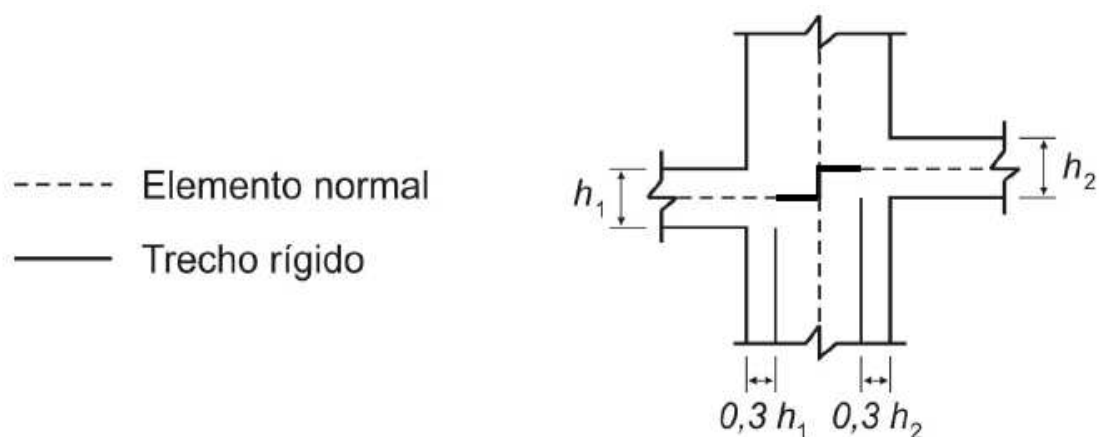 Elemento normal
Trecho rígido
h₁
h₂
0,3 h₁
0,3 h₂